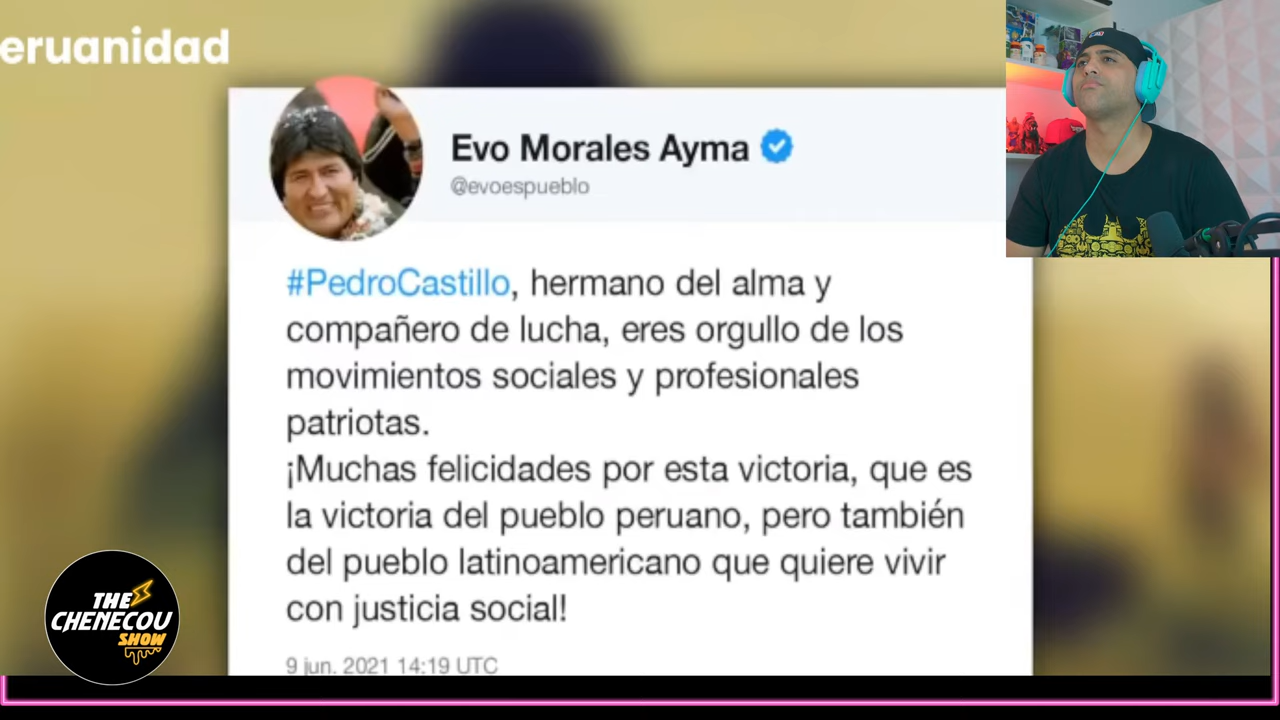 eruanidad
Evo Morales Ayma
@evoespueblo
#PedroCastillo, hermano del alma y
compañero de lucha, eres orgullo de los
movimientos sociales y profesionales
patriotas.
¡Muchas felicidades por esta victoria, que es
la victoria del pueblo peruano, pero también
del pueblo latinoamericano que quiere vivir
con justicia social!
9 jun. 2021 14:19 UTC
THE
CHENECOU
SHOW